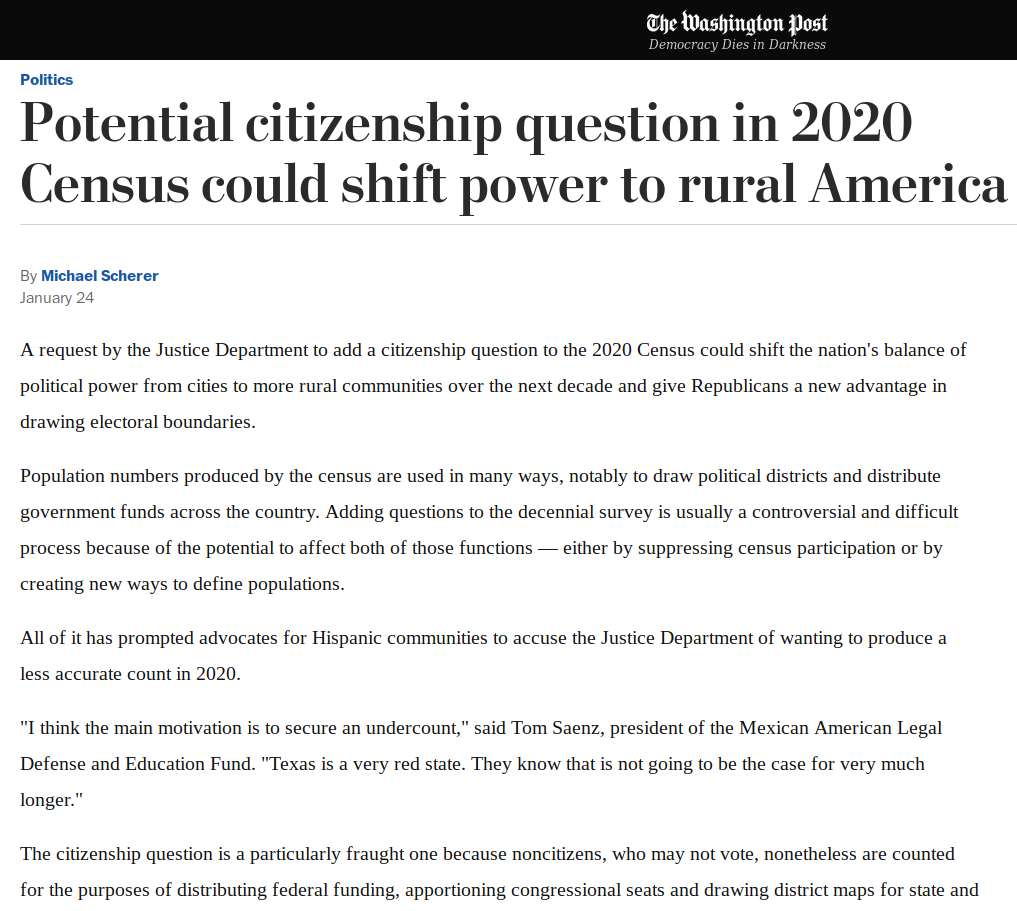 The Washington Post
Democracy Dies in Darkness
Politics
Potential citizenship question in 2020
Census could shift power to rural America
By Michael Scherer
January 24
A request by the Justice Department to add a citizenship question to the 2020 Census could shift the nation's balance of
political power from cities to more rural communities over the next decade and give Republicans a new advantage in
drawing electoral boundaries.
Population numbers produced by the census are used in many ways, notably to draw political districts and distribute
government funds across the country. Adding questions to the decennial survey is usually a controversial and difficult
process because of the potential to affect both of those functions — either by suppressing census participation or by
creating new ways to define populations.
All of it has prompted advocates for Hispanic communities to accuse the Justice Department of wanting to produce a
less accurate count in 2020.
"I think the main motivation is to secure an undercount," said Tom Saenz, president of the Mexican American Legal
Defense and Education Fund. "Texas is a very red state. They know that is not going to be the case for very much
longer."
The citizenship question is a particularly fraught one because noncitizens, who may not vote, nonetheless are counted
for the purposes of distributing federal funding, apportioning congressional seats and drawing district maps for state and